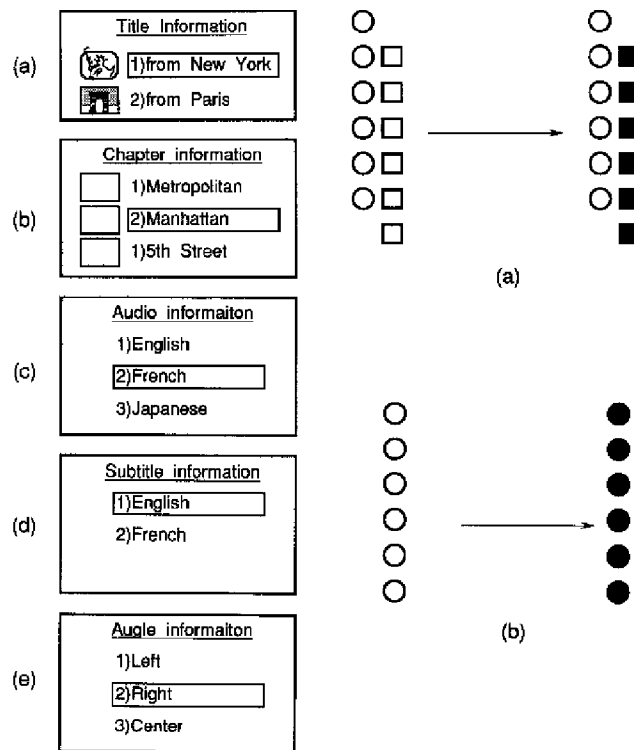 Title Information
(a)
1)from New York
2)from Paris
Chapter information
(b)
1)Metropolitan
2)Manhattan
1)5th Street
Audio informaiton
(c)
1)English
2)French
3)Japanese
Subtitle information
(d)
1)English
2)French
Augle informaiton
(e)
1)Left
2)Right
3)Center
(a)
(b)